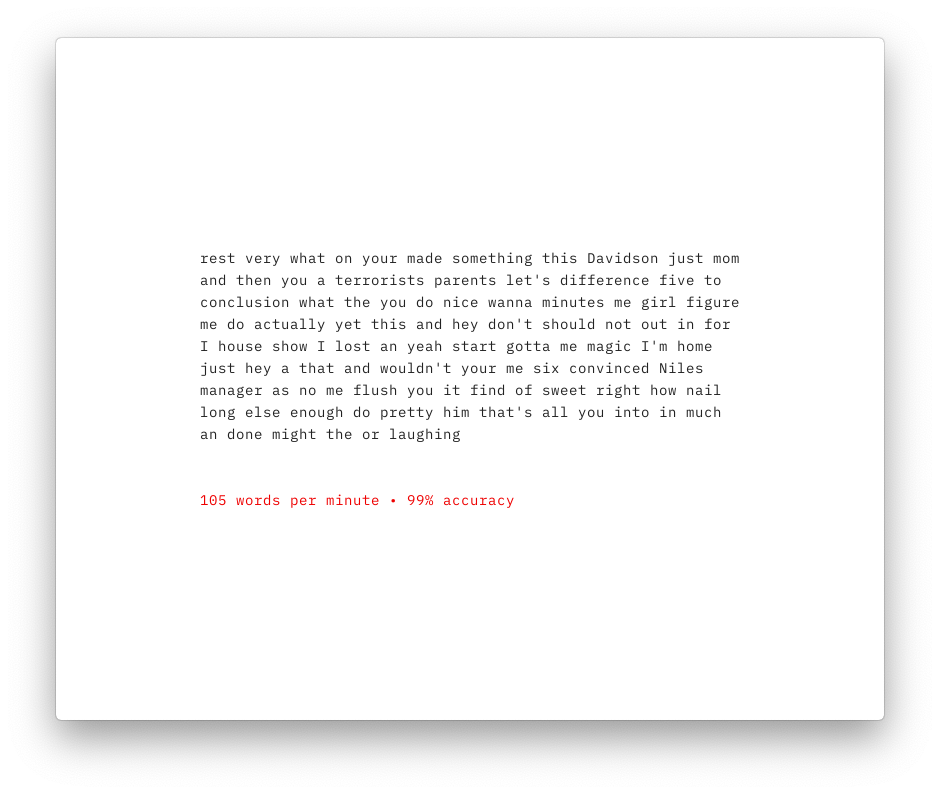 rest very what on your made something this Davidson just mom
and then you a terrorists parents let's difference five to
conclusion what the you do nice wanna minutes me girl figure
me do actually yet this and hey don't should not out in for
I house show I lost an yeah start gotta me magic I'm home
just hey a that and wouldn't your me six convinced Niles
manager as no me flush you it find of sweet right how nail
long else enough do pretty him that's all you into in much
an done might the or laughing
105 words per minute • 99% accuracy